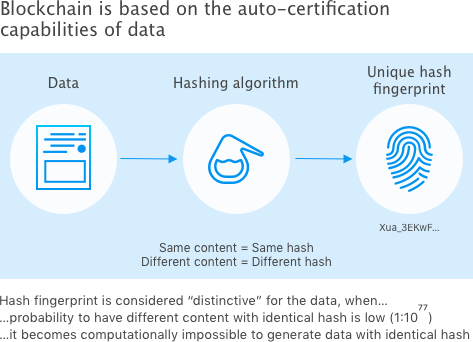 Blockchain is based on the auto-certification
capabilities of data
Data
Hashing algorithm
Unique hash
fingerprint
Xua_3EKwF...
Same content = Same hash
Different content = Different hash
Hash fingerprint is considered “distinctive” for the data, when...
...probability to have different content with identical hash is low (1:10⁷⁷)
...it becomes computationally impossible to generate data with identical hash